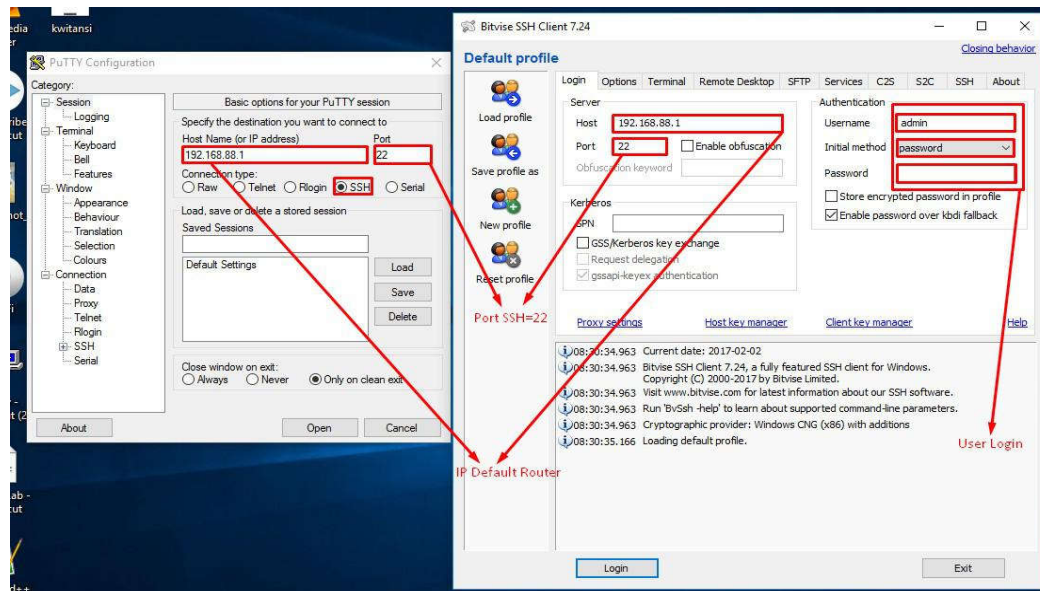 edia
er
kwitansi
ribe
cut
not_
i
t (2
ab -
cut
d++
PuTTY Configuration
Category:
Session
Logging
Terminal
Keyboard
Bell
Features
Window
Appearance
Behaviour
Translation
Selection
Colours
Connection
Data
Proxy
Telnet
Rlogin
SSH
Serial
Basic options for your PuTTY session
Specify the destination you want to connect to
Host Name (or IP address) Port
192.168.88.1 22
Connection type:
Raw Telnet Rlogin SSH Serial
Load, save or delete a stored session
Saved Sessions
Default Settings
Load
Save
Delete
Close window on exit:
Always Never Only on clean exit
About Open Cancel
Port SSH=22
IP Default Router
Bitvise SSH Client 7.24
Default profile
Closing behavior
Load profile
Save profile as
New profile
Reset profile
Login Options Terminal Remote Desktop SFTP Services C2S S2C SSH About
Server
Host 192.168.88.1
Port 22 Enable obfuscation
Obfuscation keyword
Kerberos
SPN
GSS/Kerberos key exchange
Request delegation
gssapi-keyex authentication
Authentication
Username admin
Initial method password
Password
Store encrypted password in profile
Enable password over kbdi fallback
Proxy settings Host key manager Client key manager Help
08:30:34.963 Current date: 2017-02-02
08:30:34.963 Bitvise SSH Client 7.24, a fully featured SSH client for Windows.
Copyright (C) 2000-2017 by Bitvise Limited.
08:30:34.963 Visit www.bitvise.com for latest information about our SSH software.
08:30:34.963 Run 'BvSsh -help' to learn about supported command-line parameters.
08:30:34.963 Cryptographic provider: Windows CNG (x86) with additions
08:30:35.166 Loading default profile.
User Login
Login Exit